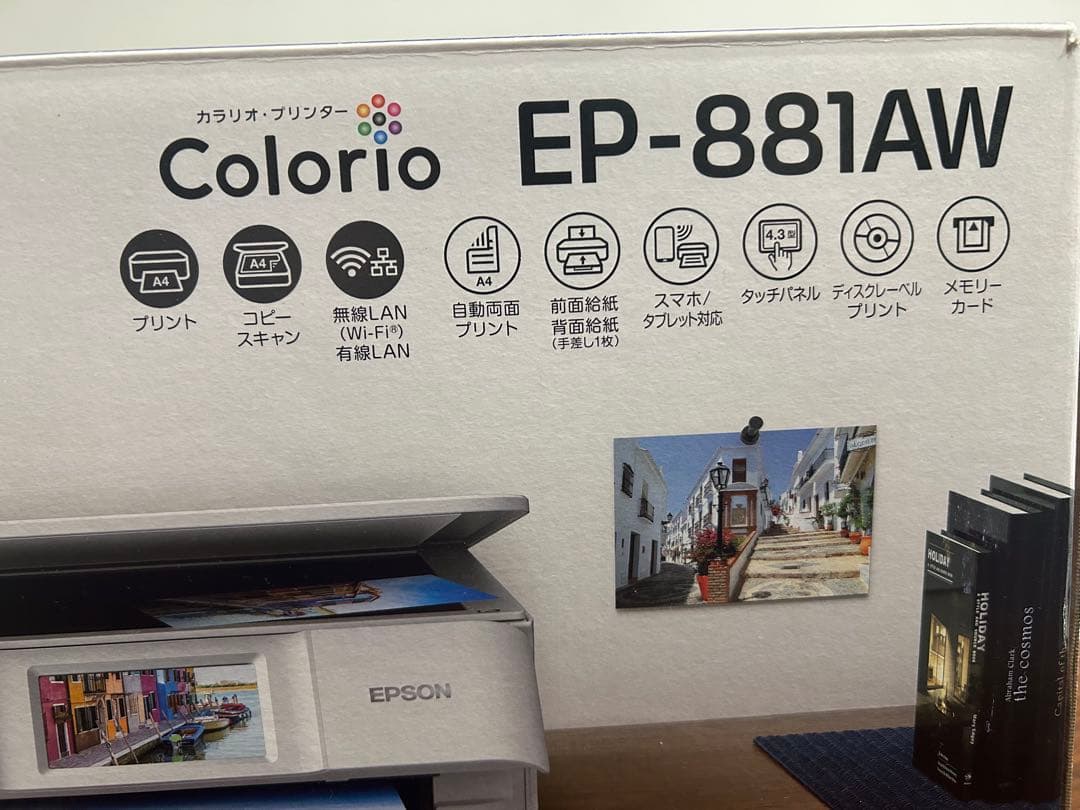 カラリオ・プリンター
Colorio
EP-881AW
A4
プリント
A4
コピー
スキャン
無線LAN
(Wi-Fi®)
有線LAN
A4
自動両面
プリント
前面給紙
背面給紙
(手差し1枚)
スマホ/
タブレット対応
4.3型
タッチパネル
ディスクレーベル
プリント
メモリー
カード
EPSON
HOLIDAY
HOLIDAY
Abraham Clark
the cosmos
Capital of